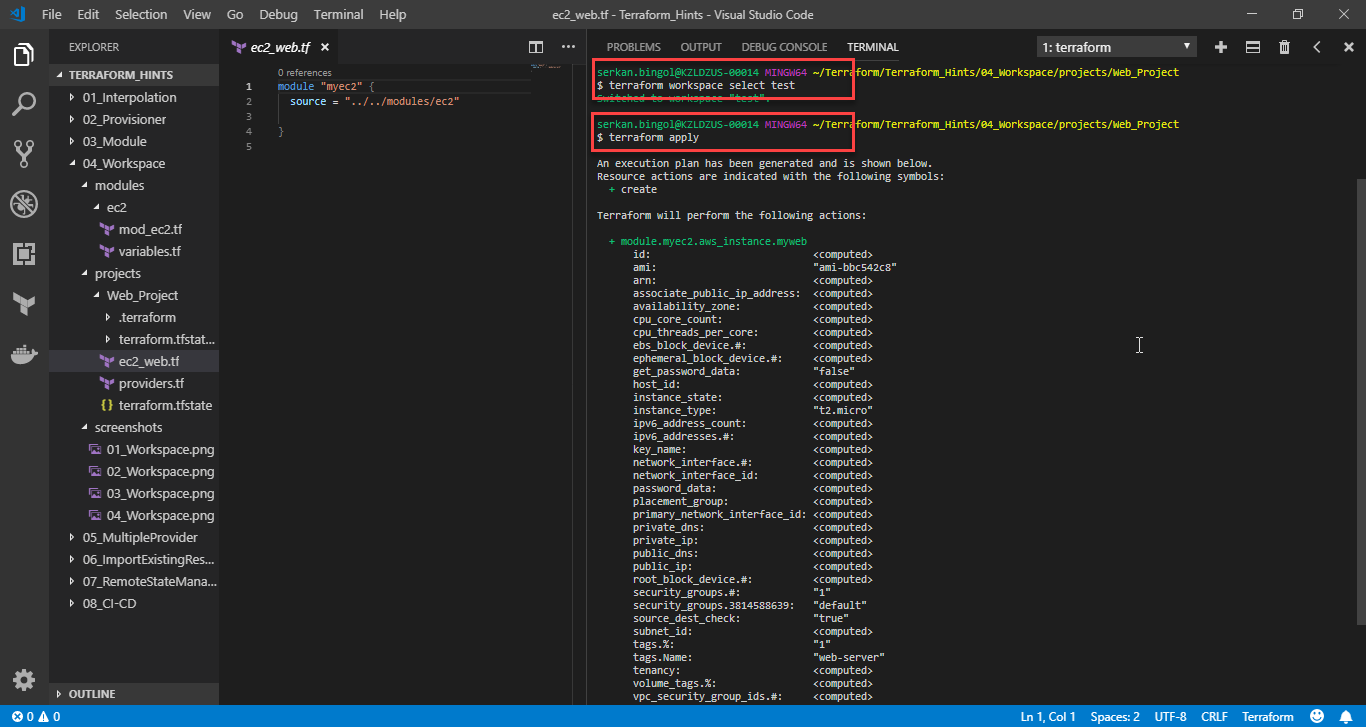 File Edit Selection View Go Debug Terminal Help ec2_web.tf - Terraform_Hints - Visual Studio Code
EXPLORER
TERRAFORM_HINTS
01_Interpolation
02_Provisioner
03_Module
04_Workspace
modules
ec2
mod_ec2.tf
variables.tf
projects
Web_Project
.terraform
terraform.tfstat...
ec2_web.tf
providers.tf
{} terraform.tfstate
screenshots
01_Workspace.png
02_Workspace.png
03_Workspace.png
04_Workspace.png
05_MultipleProvider
06_ImportExistingRes...
07_RemoteStateMana...
08_CI-CD
OUTLINE
ec2_web.tf
0 references
1 module "myec2" {
2 source = "../../modules/ec2"
3
4 }
5
PROBLEMS OUTPUT DEBUG CONSOLE TERMINAL 1: terraform
serkan.bingol@KZLDZUS-00014 MINGW64 ~/Terraform/Terraform_Hints/04_Workspace/projects/Web_Project
$ terraform workspace select test
Switched to workspace "test".
serkan.bingol@KZLDZUS-00014 MINGW64 ~/Terraform/Terraform_Hints/04_Workspace/projects/Web_Project
$ terraform apply
An execution plan has been generated and is shown below.
Resource actions are indicated with the following symbols:
+ create
Terraform will perform the following actions:
+ module.myec2.aws_instance.myweb
id: <computed>
ami: "ami-bbc542c8"
arn: <computed>
associate_public_ip_address: <computed>
availability_zone: <computed>
cpu_core_count: <computed>
cpu_threads_per_core: <computed>
ebs_block_device.#: <computed>
ephemeral_block_device.#: <computed>
get_password_data: "false"
host_id: <computed>
instance_state: <computed>
instance_type: "t2.micro"
ipv6_address_count: <computed>
ipv6_addresses.#: <computed>
key_name: <computed>
network_interface.#: <computed>
network_interface_id: <computed>
password_data: <computed>
placement_group: <computed>
primary_network_interface_id: <computed>
private_dns: <computed>
private_ip: <computed>
public_dns: <computed>
public_ip: <computed>
root_block_device.#: <computed>
security_groups.#: "1"
security_groups.3814588639: "default"
source_dest_check: "true"
subnet_id: <computed>
tags.%: "1"
tags.Name: "web-server"
tenancy: <computed>
volume_tags.%: <computed>
vpc_security_group_ids.#: <computed>
0 0 Ln 1, Col 1 Spaces: 2 UTF-8 CRLF Terraform